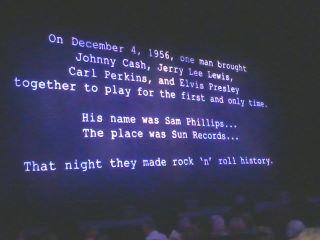 On December 4, 1956, one man brought
Johnny Cash, Jerry Lee Lewis,
Carl Perkins, and Elvis Presley
together to play for the first and only time.
His name was Sam Phillips...
The place was Sun Records...
That night they made rock 'n' roll history.